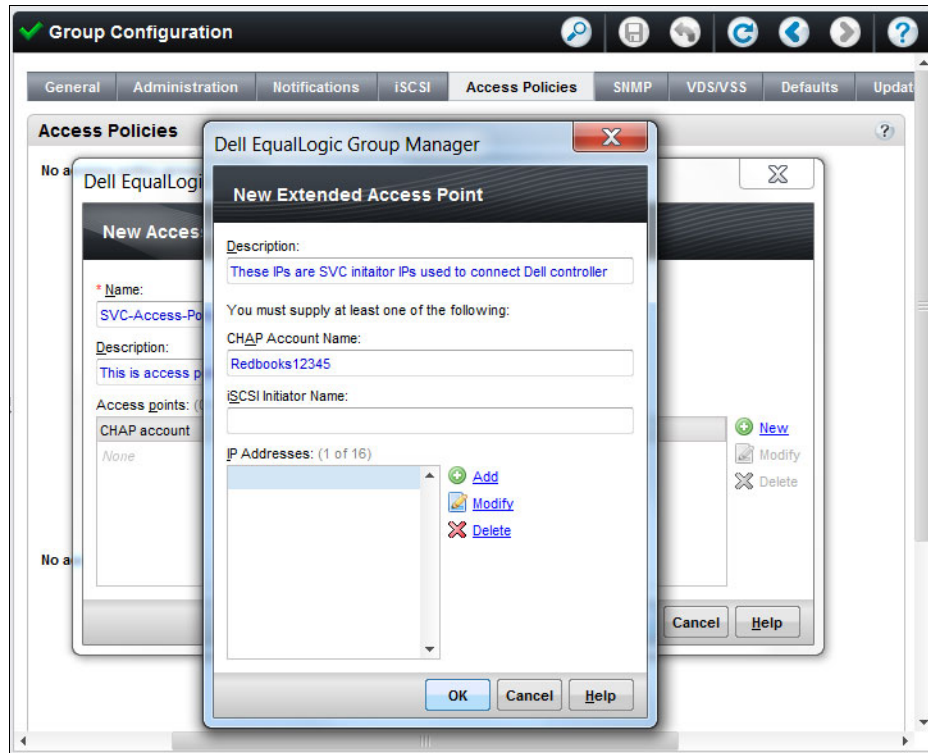 Group Configuration
General Administration Notifications iSCSI Access Policies SNMP VDS/VSS Defaults Updat
Access Policies
No a
Dell EqualLogi
New Acces
* Name:
SVC-Access-Po
Description:
This is access p
Access points: (
CHAP account
None
New
Modify
Delete
No a
Cancel
Help
Dell EqualLogic Group Manager
New Extended Access Point
Description:
These IPs are SVC initaitor IPs used to connect Dell controller
You must supply at least one of the following:
CHAP Account Name:
Redbooks12345
iSCSI Initiator Name:
IP Addresses: (1 of 16)
Add
Modify
Delete
OK Cancel Help